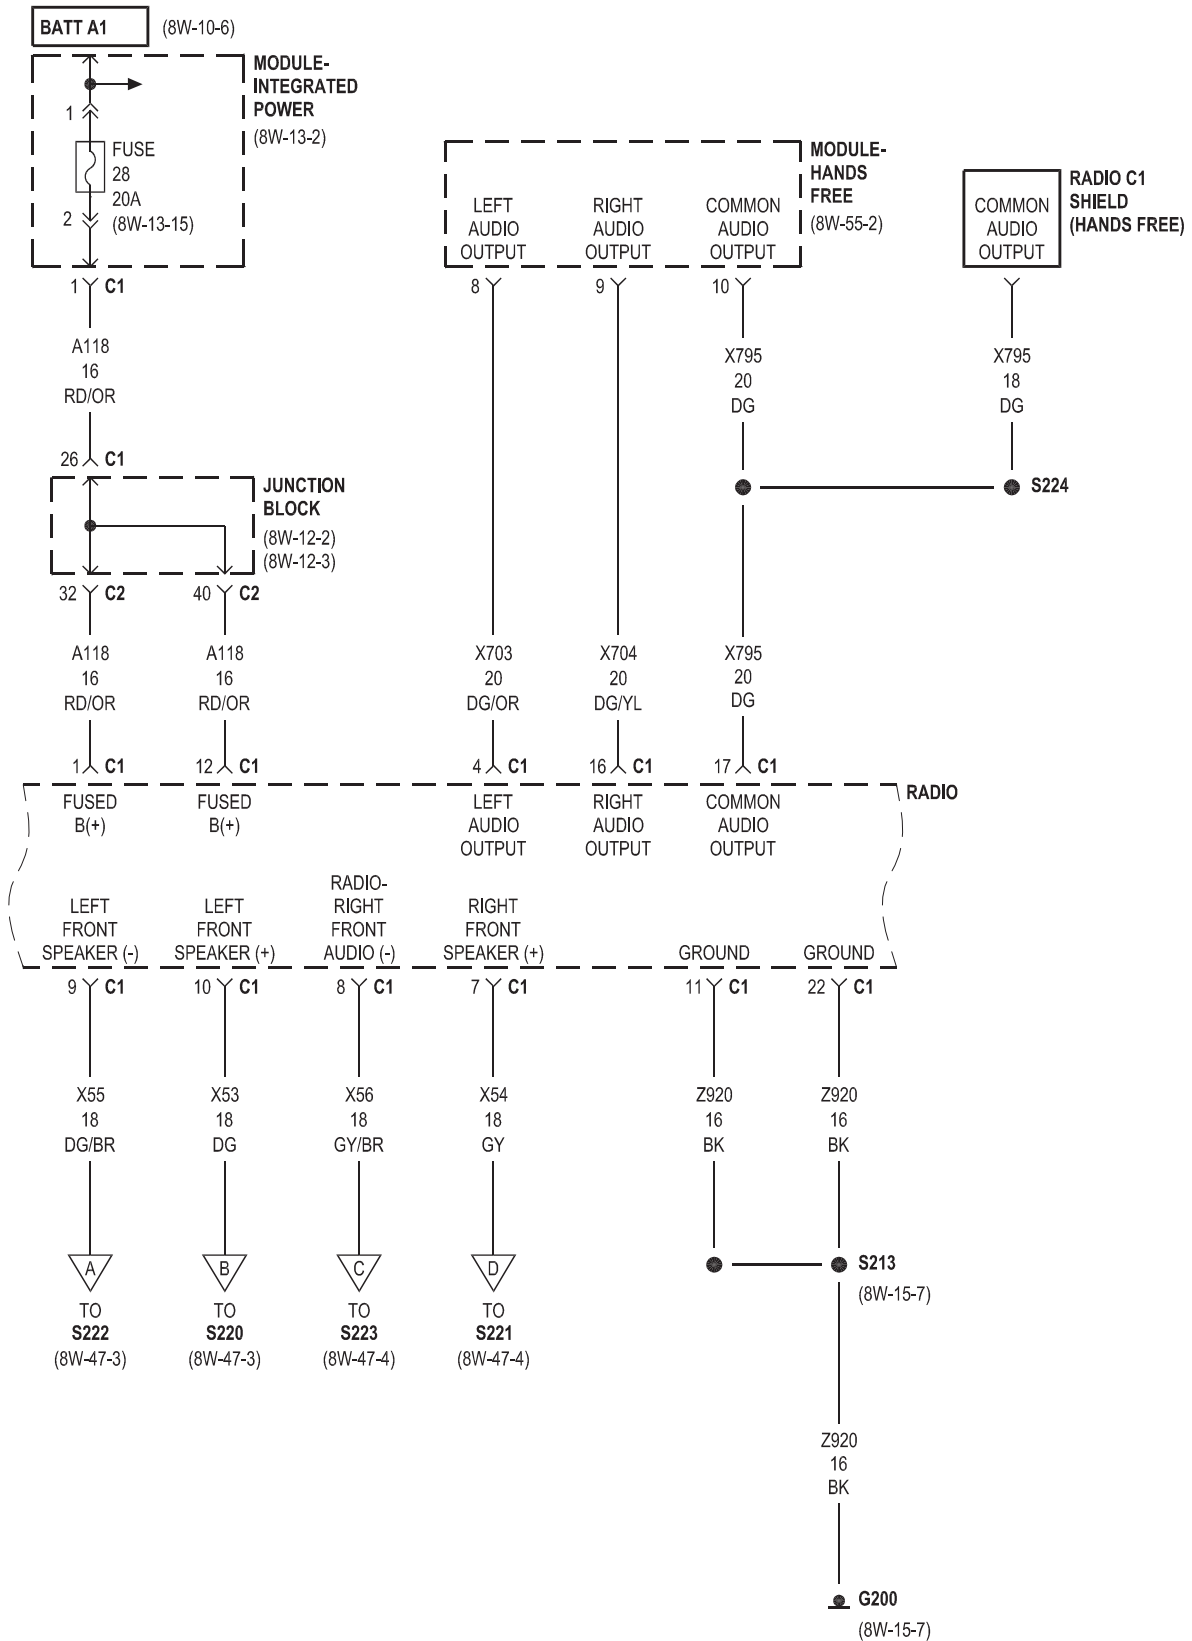 BATT A1 (8W-10-6)
MODULE-
INTEGRATED
POWER
(8W-13-2)
1
FUSE
28
20A
(8W-13-15)
2
1 C1
A118
16
RD/OR
26 C1
JUNCTION
BLOCK
(8W-12-2)
(8W-12-3)
32 C2
40 C2
A118
16
RD/OR
A118
16
RD/OR
1 C1
12 C1
MODULE-
HANDS
FREE
(8W-55-2)
LEFT
AUDIO
OUTPUT
RIGHT
AUDIO
OUTPUT
COMMON
AUDIO
OUTPUT
8
9
10
RADIO C1
SHIELD
(HANDS FREE)
COMMON
AUDIO
OUTPUT
X795
20
DG
X795
18
DG
S224
X703
20
DG/OR
X704
20
DG/YL
X795
20
DG
4 C1
16 C1
17 C1
RADIO
FUSED
B(+)
FUSED
B(+)
LEFT
AUDIO
OUTPUT
RIGHT
AUDIO
OUTPUT
COMMON
AUDIO
OUTPUT
LEFT
FRONT
SPEAKER (-)
LEFT
FRONT
SPEAKER (+)
RADIO-
RIGHT
FRONT
AUDIO (-)
RIGHT
FRONT
SPEAKER (+)
GROUND
GROUND
9 C1
10 C1
8 C1
7 C1
11 C1
22 C1
X55
18
DG/BR
X53
18
DG
X56
18
GY/BR
X54
18
GY
Z920
16
BK
Z920
16
BK
A
TO
S222
(8W-47-3)
B
TO
S220
(8W-47-3)
C
TO
S223
(8W-47-4)
D
TO
S221
(8W-47-4)
S213
(8W-15-7)
Z920
16
BK
G200
(8W-15-7)